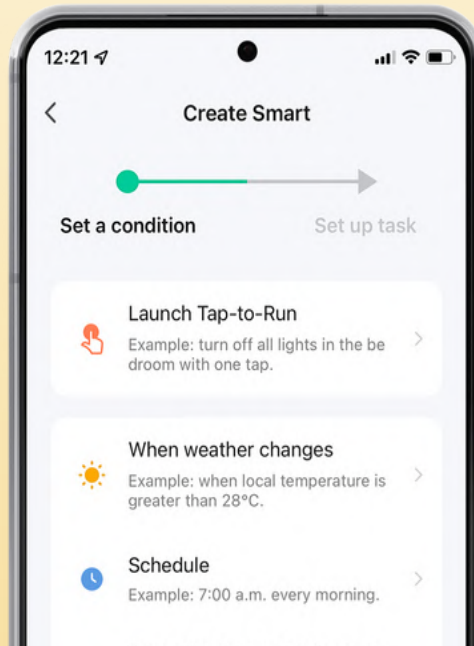 12:21
Create Smart
Set a condition
Set up task
Launch Tap-to-Run
Example: turn off all lights in the be
droom with one tap.
When weather changes
Example: when local temperature is
greater than 28°C.
Schedule
Example: 7:00 a.m. every morning.